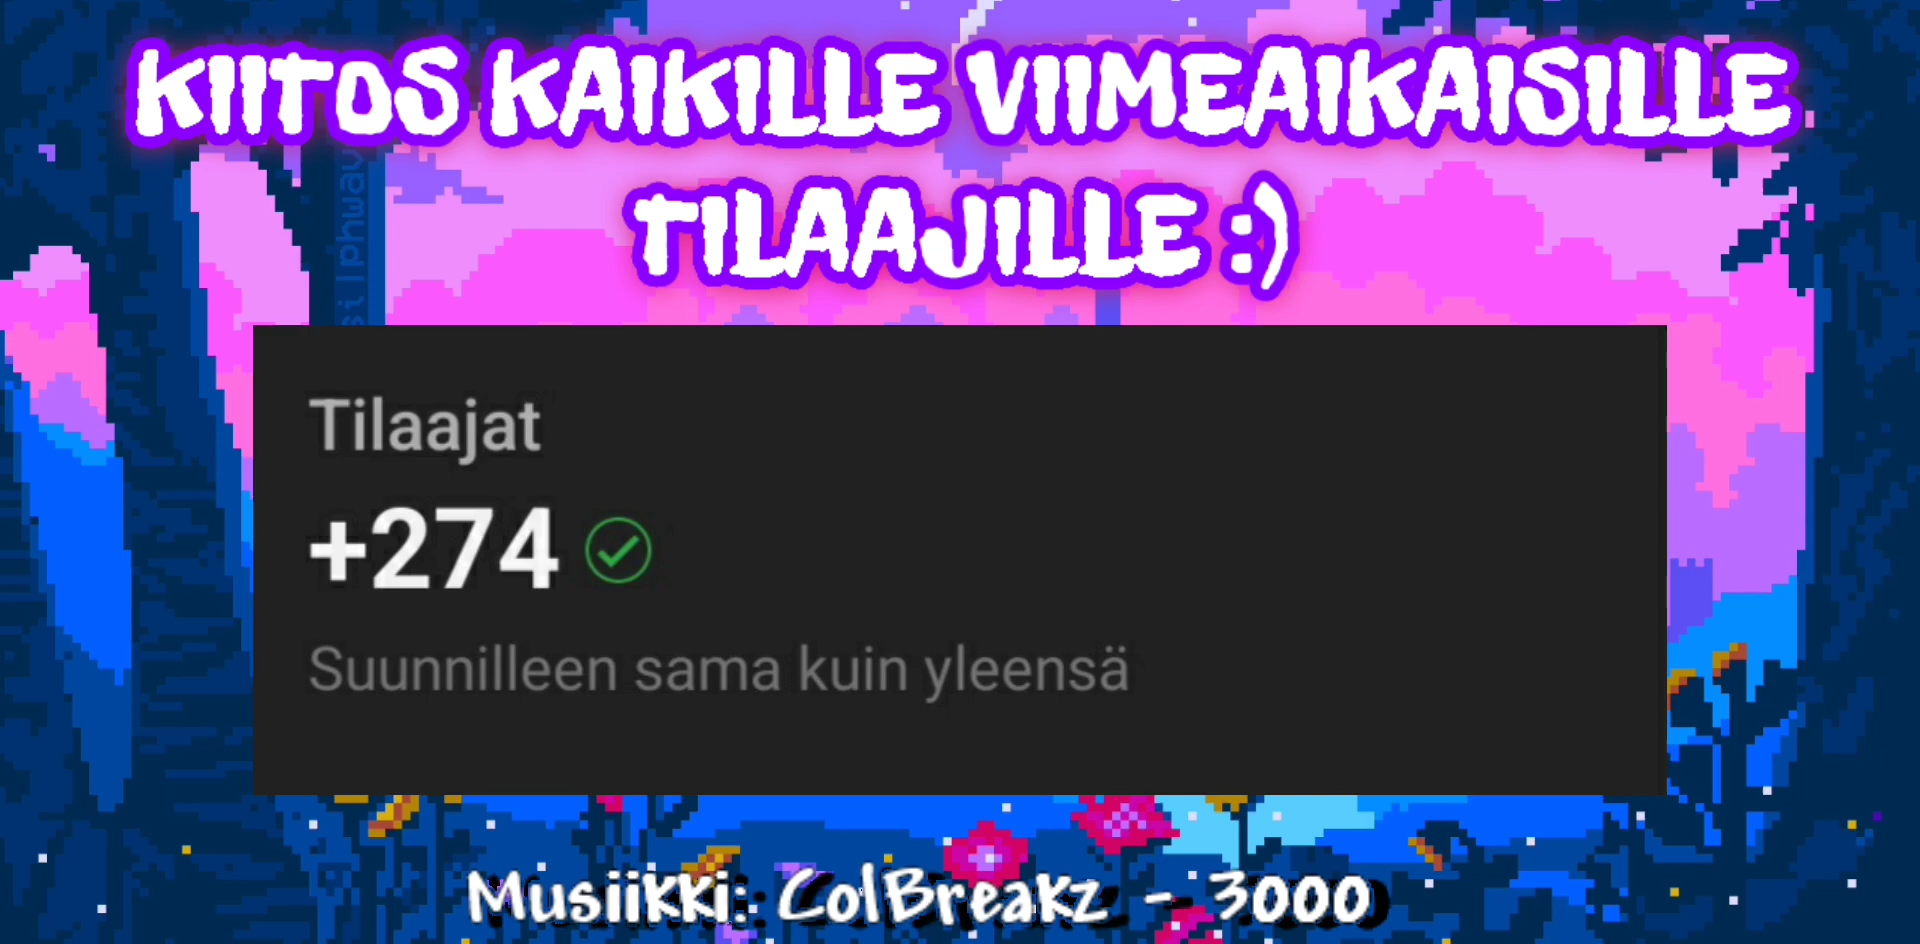 KIITOS KAIKILLE VIIMEAIKAISILLE
TILAAJILLE :)
Tilaajat
+274
Suunnilleen sama kuin yleensä
Musiikki: ColBreakz - 3000